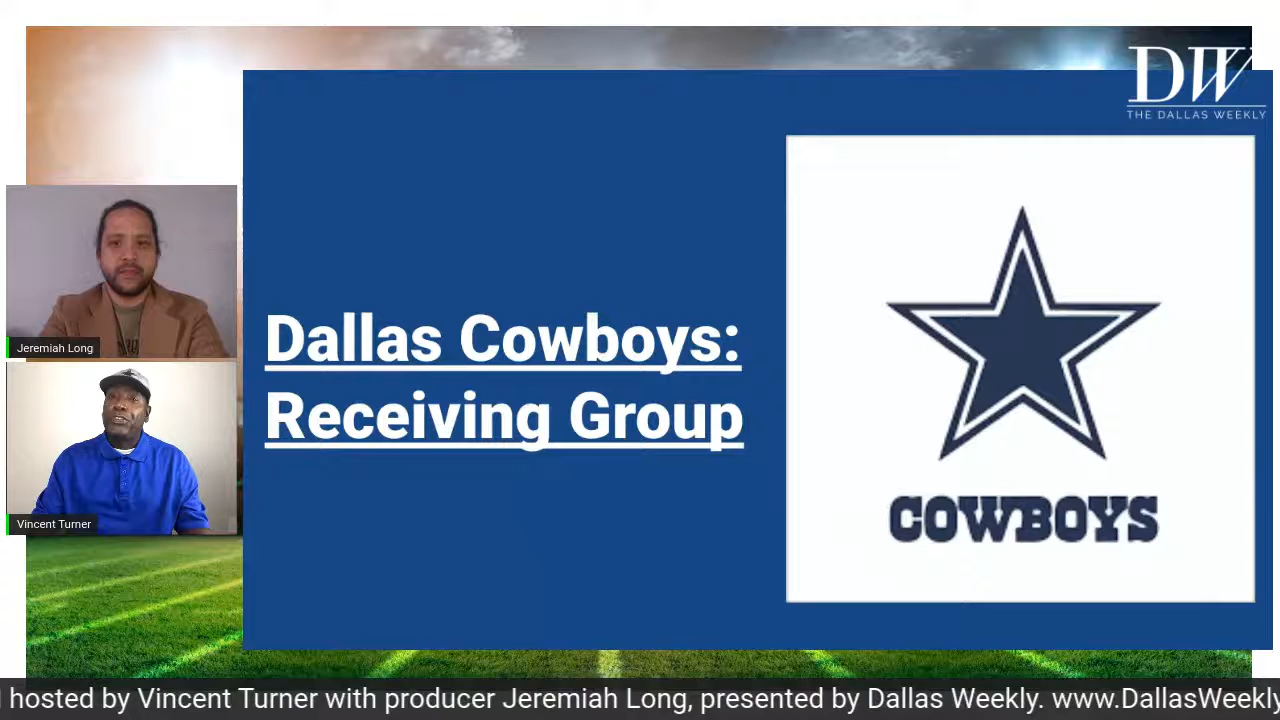 DW
THE DALLAS WEEKLY
Jeremiah Long
Dallas Cowboys:
Receiving Group
COWBOYS
Vincent Turner
hosted by Vincent Turner with producer Jeremiah Long, presented by Dallas Weekly. www.DallasWeekly